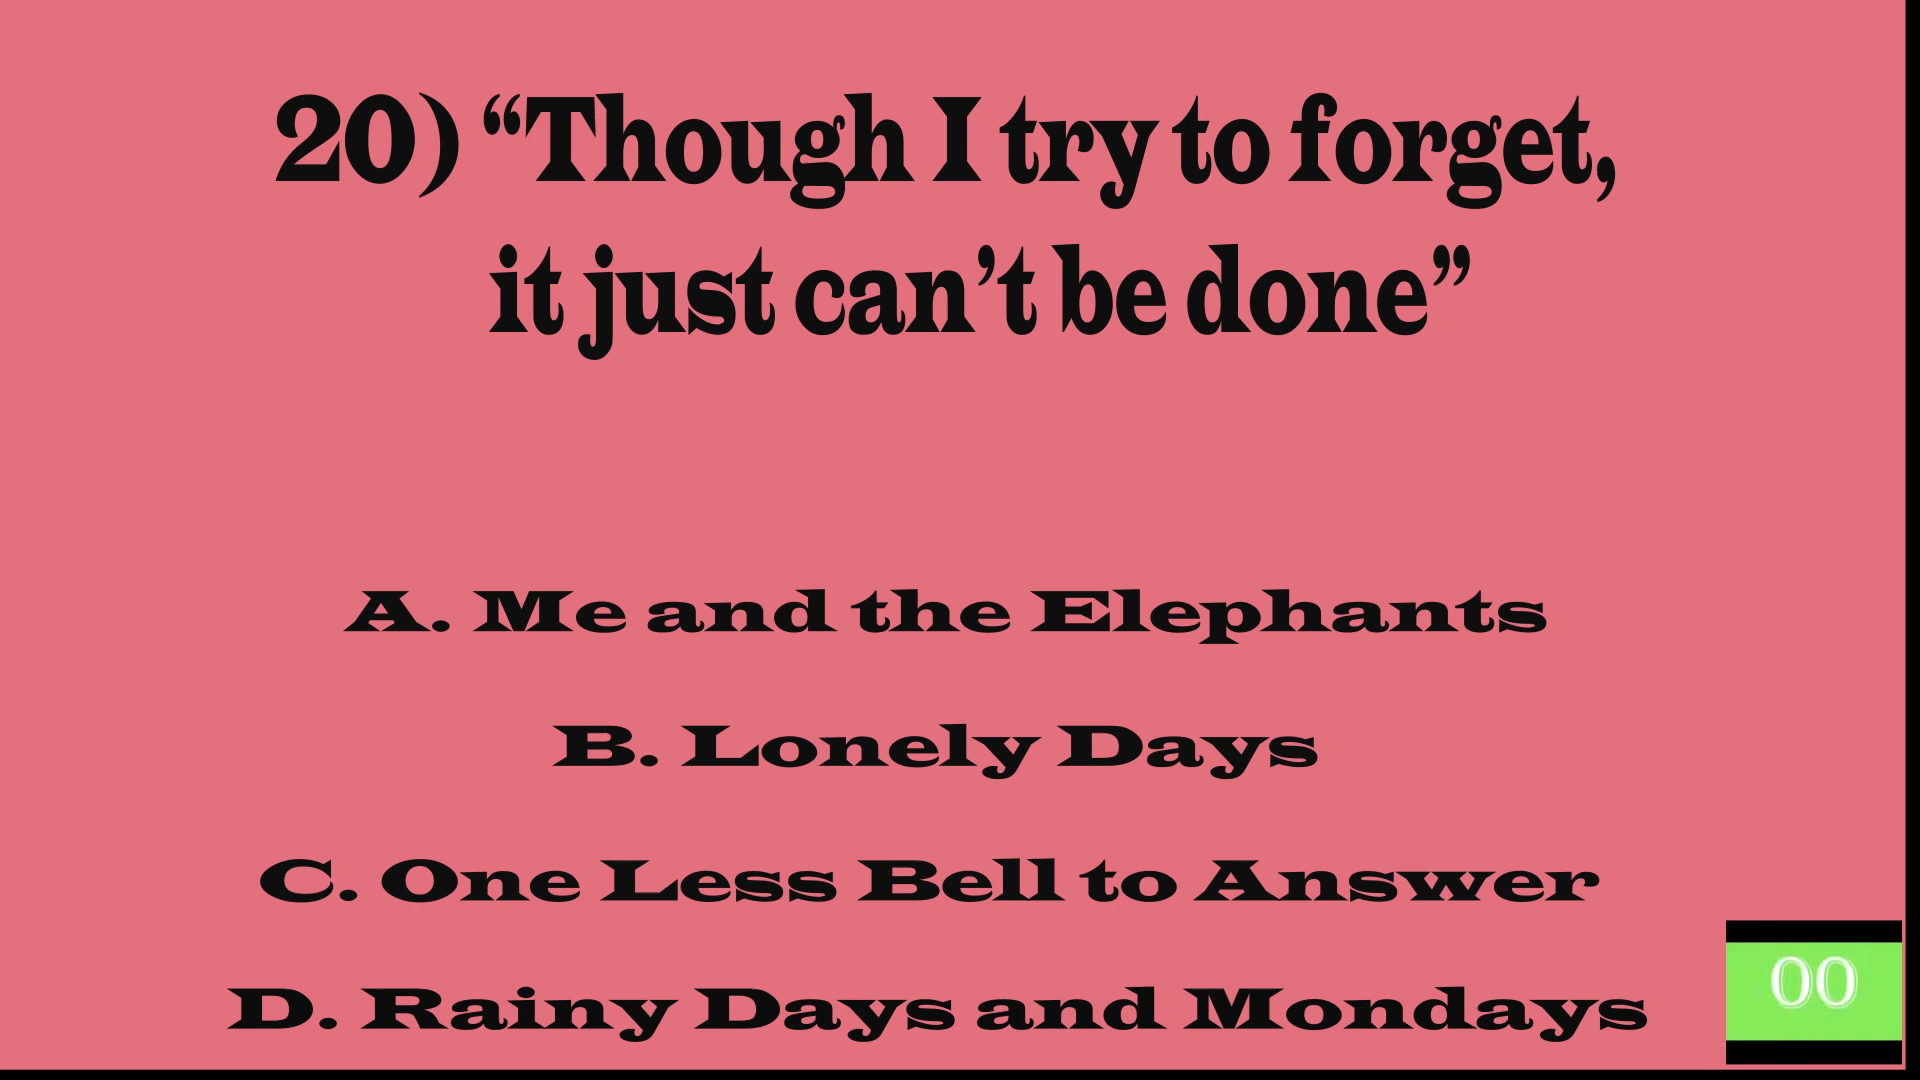 20) “Though I try to forget,
it just can’t be done”
A. Me and the Elephants
B. Lonely Days
C. One Less Bell to Answer
D. Rainy Days and Mondays
00